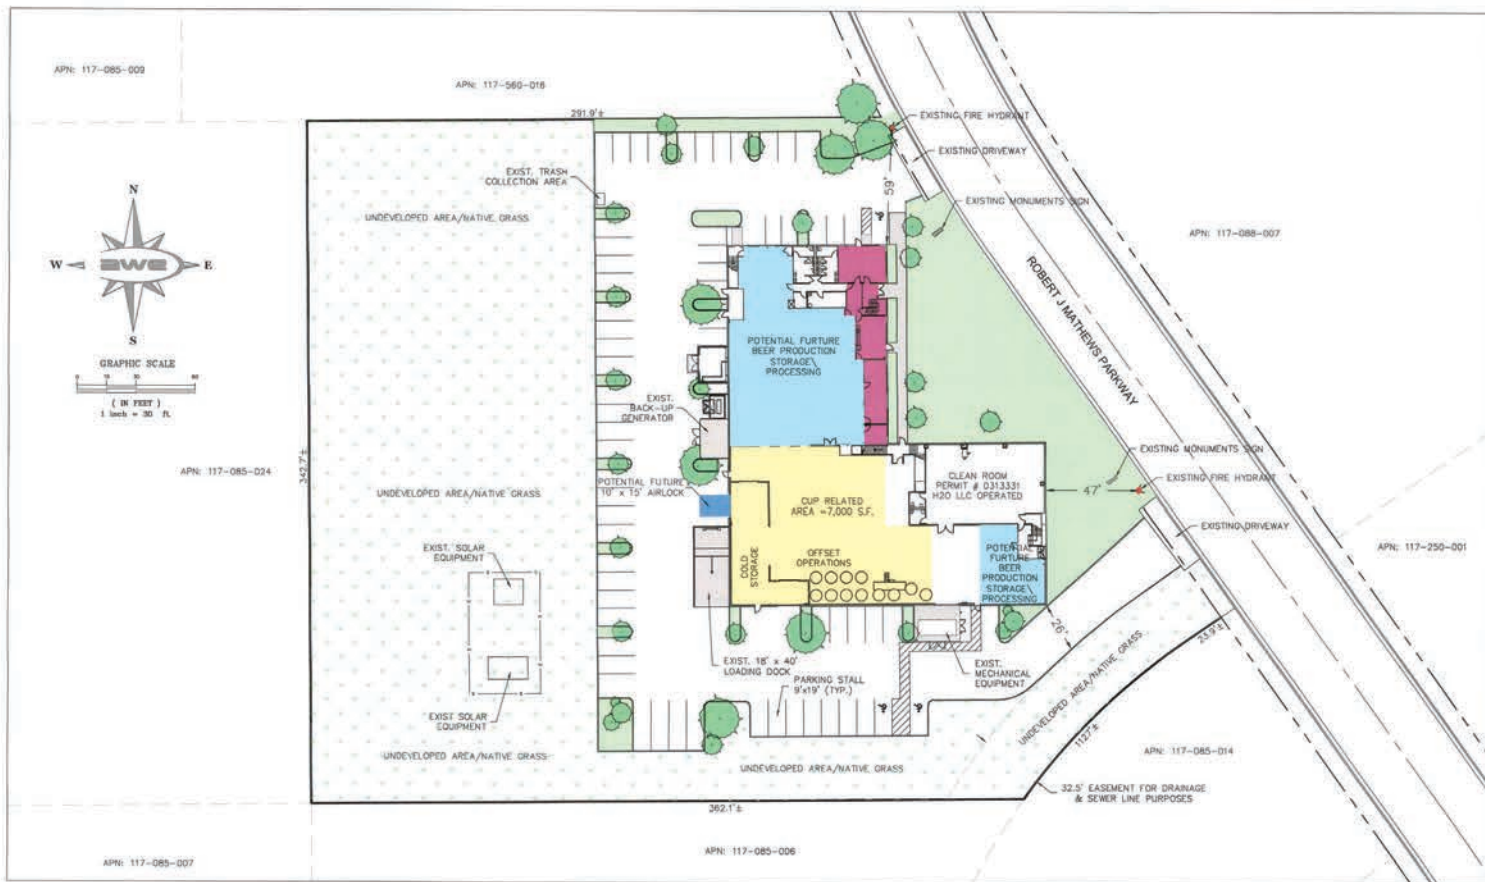 APN: 117-085-009
APN: 117-560-018
291.9'±
EXISTING FIRE HYDRANT
EXISTING DRIVEWAY
EXIST. TRASH
COLLECTION AREA
59'
EXISTING MONUMENTS SIGN
UNDEVELOPED AREA/NATIVE GRASS
N
W
E
S
awe
APN: 117-088-007
ROBERT J MATHEWS PARKWAY
GRAPHIC SCALE
( IN FEET )
1 inch = 30 ft.
POTENTIAL FURTURE
BEER PRODUCTION
STORAGE\
PROCESSING
EXIST.
BACK-UP
GENERATOR
342.7'±
APN: 117-085-024
EXISTING MONUMENTS SIGN
EXISTING FIRE HYDRANT
CLEAN ROOM
PERMIT # 0313331
H2O LLC OPERATED
47'
UNDEVELOPED AREA/NATIVE GRASS
POTENTIAL FUTURE
10' x 15' AIRLOCK
CUP RELATED
AREA =7,000 S.F.
EXISTING DRIVEWAY
APN: 117-250-001
EXIST. SOLAR
EQUIPMENT
COLD
STORAGE
OFFSET
OPERATIONS
POTENTIAL
FURTURE
BEER
PRODUCTION
STORAGE\
PROCESSING
26'
23.9'±
EXIST. 18' x 40'
LOADING DOCK
PARKING STALL
9'x19' (TYP.)
EXIST.
MECHANICAL
EQUIPMENT
EXIST SOLAR
EQUIPMENT
UNDEVELOPED AREA/NATIVE GRASS
UNDEVELOPED AREA/NATIVE GRASS
UNDEVELOPED AREA/NATIVE GRASS
APN: 117-085-014
32.5' EASEMENT FOR DRAINAGE
& SEWER LINE PURPOSES
362.1'±
APN: 117-085-006
APN: 117-085-007